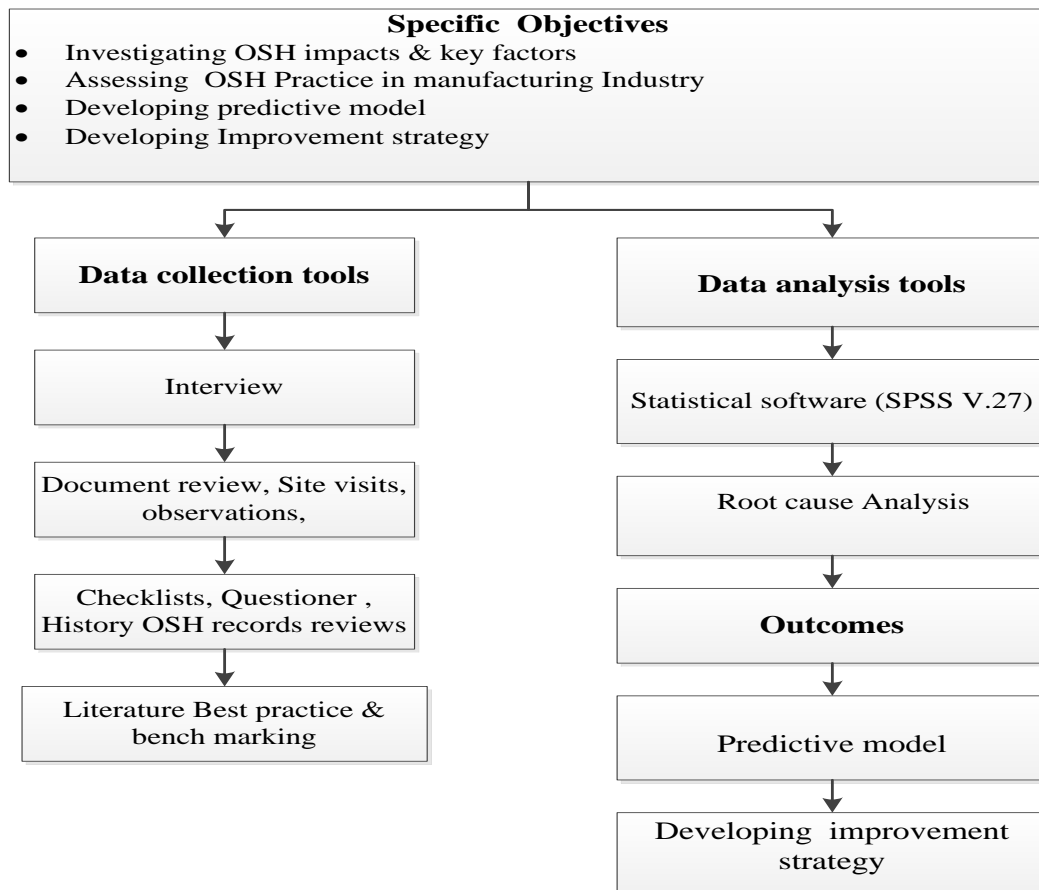 Specific Objectives
• Investigating OSH impacts & key factors
• Assessing OSH Practice in manufacturing Industry
• Developing predictive model
• Developing Improvement strategy
Data collection tools
Interview
Document review, Site visits,
observations,
Checklists, Questioner ,
History OSH records reviews
Literature Best practice &
bench marking
Data analysis tools
Statistical software (SPSS V.27)
Root cause Analysis
Outcomes
Predictive model
Developing improvement
strategy